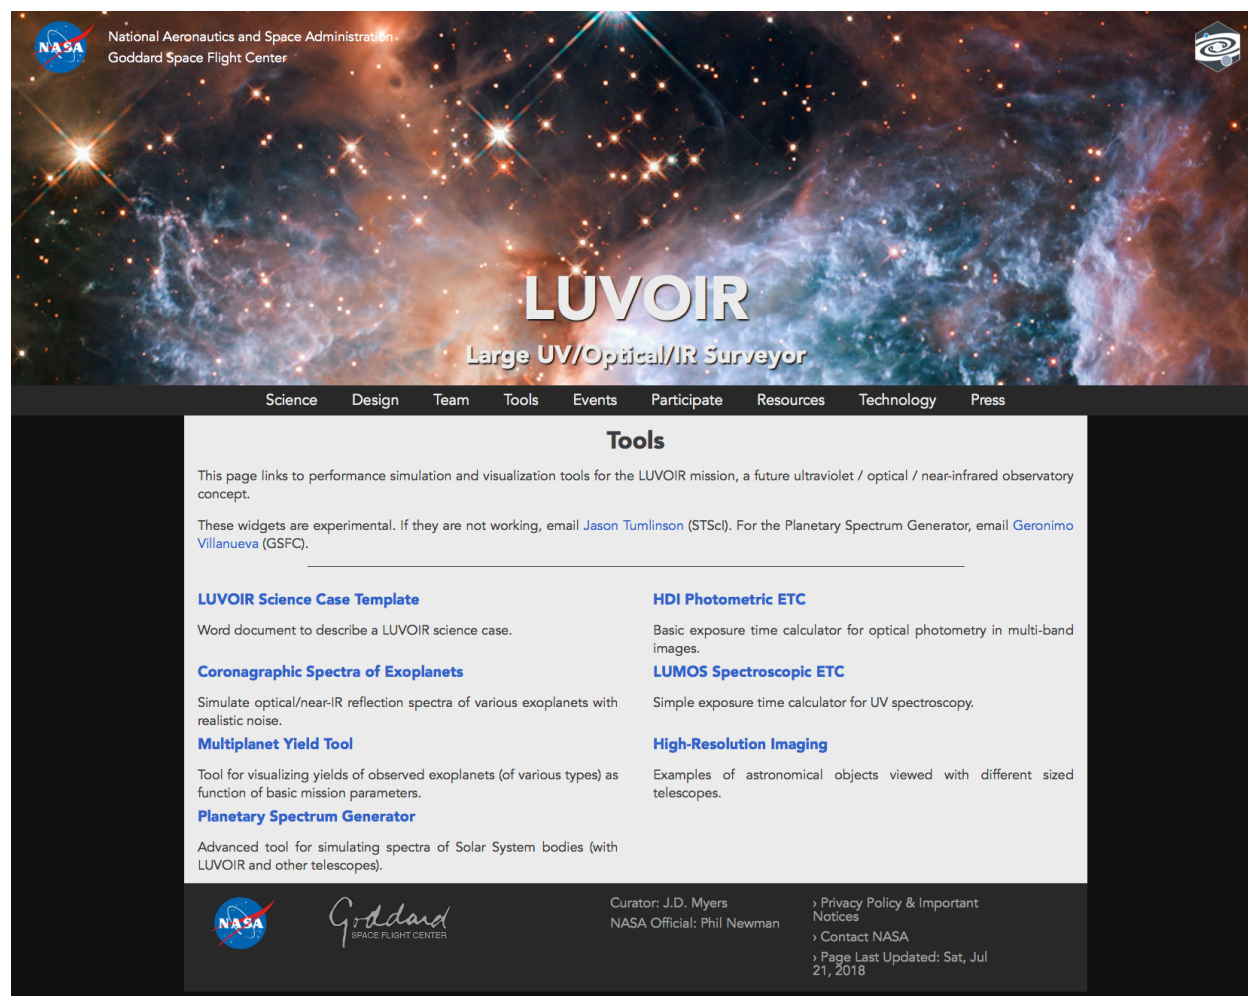 NASA
National Aeronautics and Space Administration
Goddard Space Flight Center
LUVOIR
Large UV/Optical/IR Surveyor
Science Design Team Tools Events Participate Resources Technology Press
Tools
This page links to performance simulation and visualization tools for the LUVOIR mission, a future ultraviolet / optical / near-infrared observatory
concept.
These widgets are experimental. If they are not working, email Jason Tumlinson (STScI). For the Planetary Spectrum Generator, email Geronimo
Villanueva (GSFC).
LUVOIR Science Case Template
Word document to describe a LUVOIR science case.
Coronagraphic Spectra of Exoplanets
Simulate optical/near-IR reflection spectra of various exoplanets with
realistic noise.
Multiplanet Yield Tool
Tool for visualizing yields of observed exoplanets (of various types) as
function of basic mission parameters.
Planetary Spectrum Generator
Advanced tool for simulating spectra of Solar System bodies (with
LUVOIR and other telescopes).
HDI Photometric ETC
Basic exposure time calculator for optical photometry in multi-band
images.
LUMOS Spectroscopic ETC
Simple exposure time calculator for UV spectroscopy.
High-Resolution Imaging
Examples of astronomical objects viewed with different sized
telescopes.
NASA
Goddard
SPACE FLIGHT CENTER
Curator: J.D. Myers
NASA Official: Phil Newman
› Privacy Policy & Important
Notices
› Contact NASA
› Page Last Updated: Sat, Jul
21, 2018